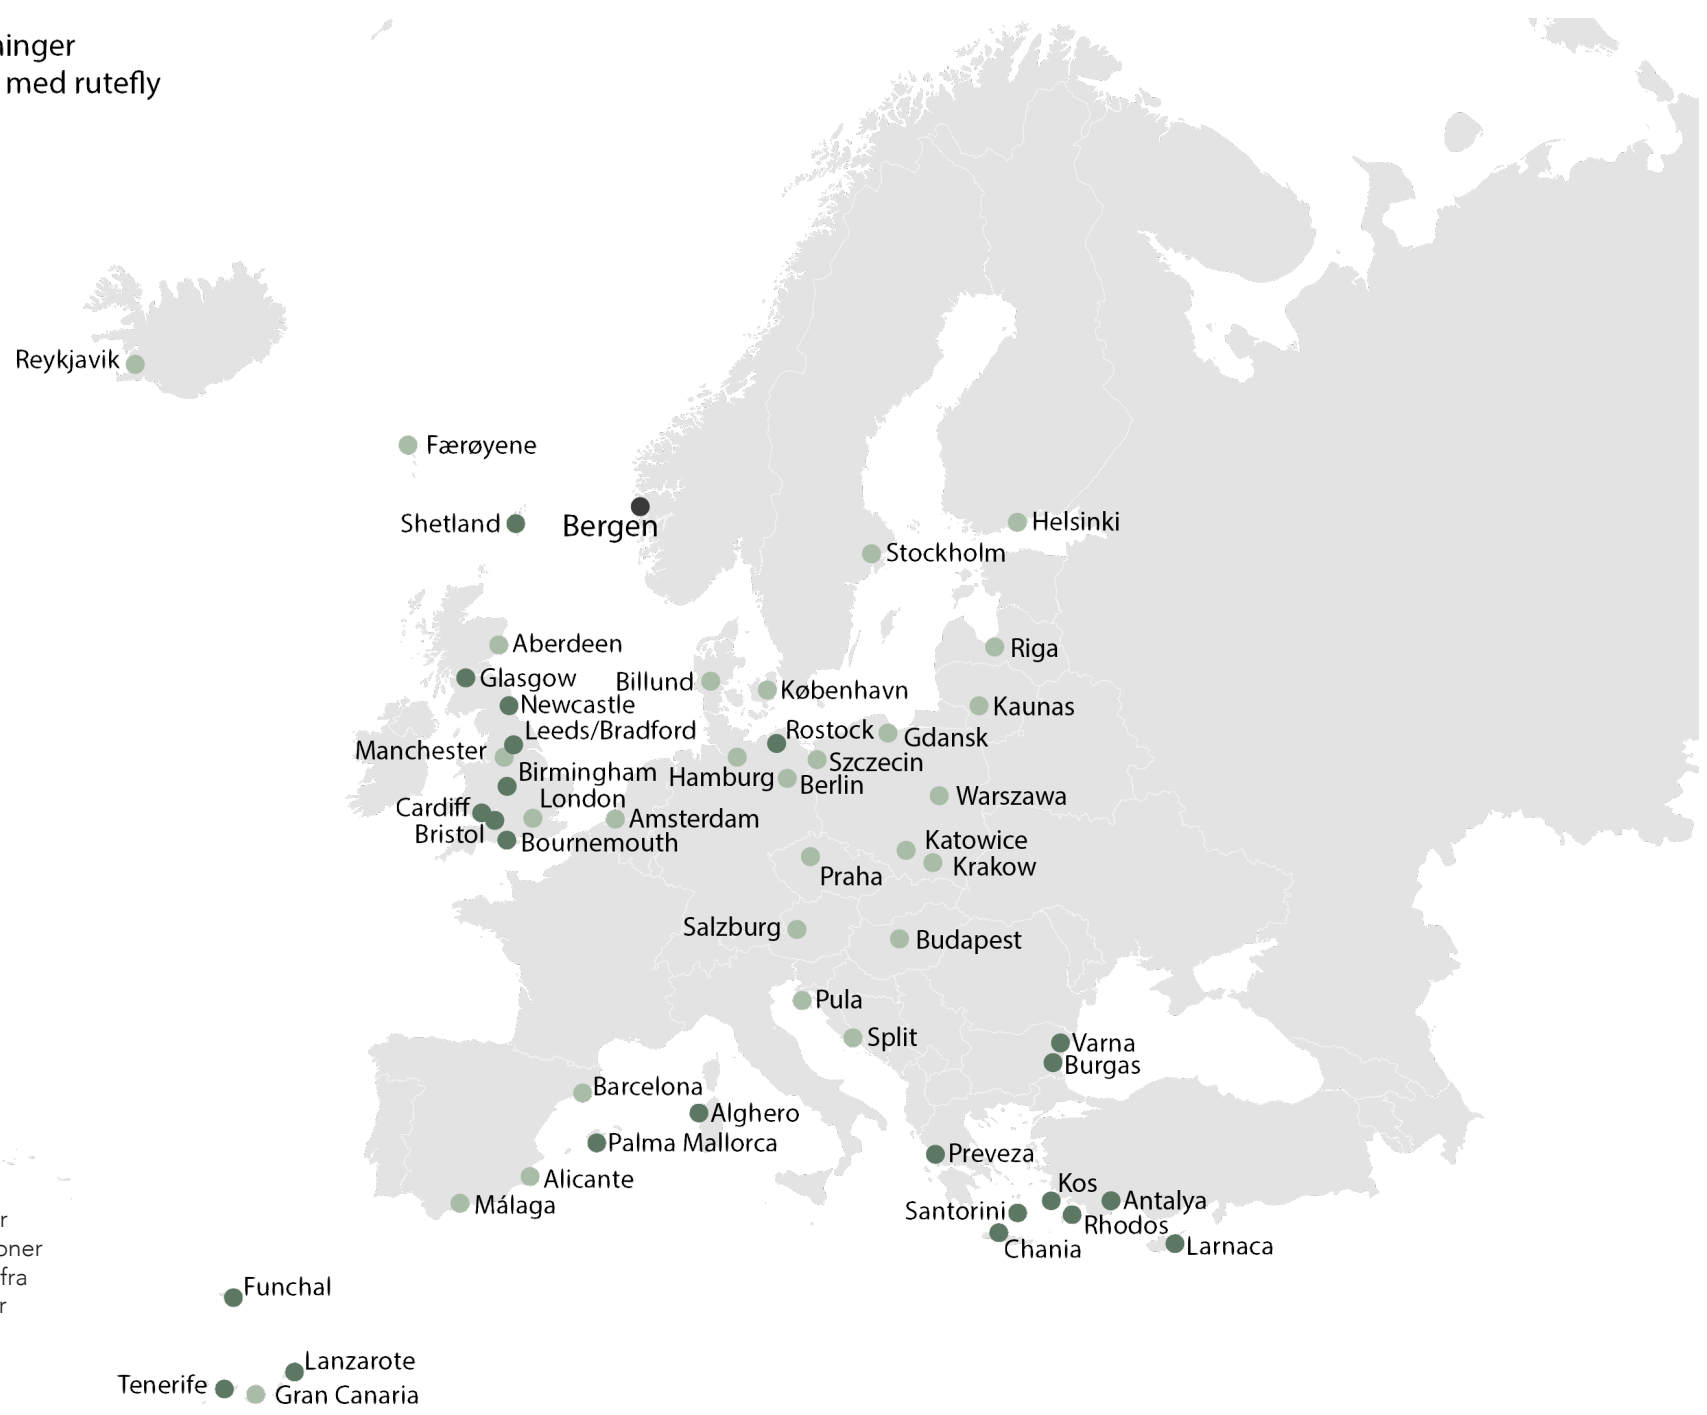 med rutefly
Reykjavik
Færøyene
Shetland
Bergen
Helsinki
Stockholm
Aberdeen
Riga
Glasgow
Billund
København
Newcastle
Kaunas
Leeds/Bradford
Rostock
Gdansk
Manchester
Szczecin
Birmingham
Hamburg
Berlin
London
Warszawa
Cardiff
Amsterdam
Bristol
Bournemouth
Katowice
Krakow
Praha
Salzburg
Budapest
Pula
Split
Varna
Burgas
Barcelona
Alghero
Palma Mallorca
Preveza
Alicante
Kos
Málaga
Antalya
Santorini
Rhodos
Chania
Larnaca
fra
Funchal
Lanzarote
Tenerife
Gran Canaria